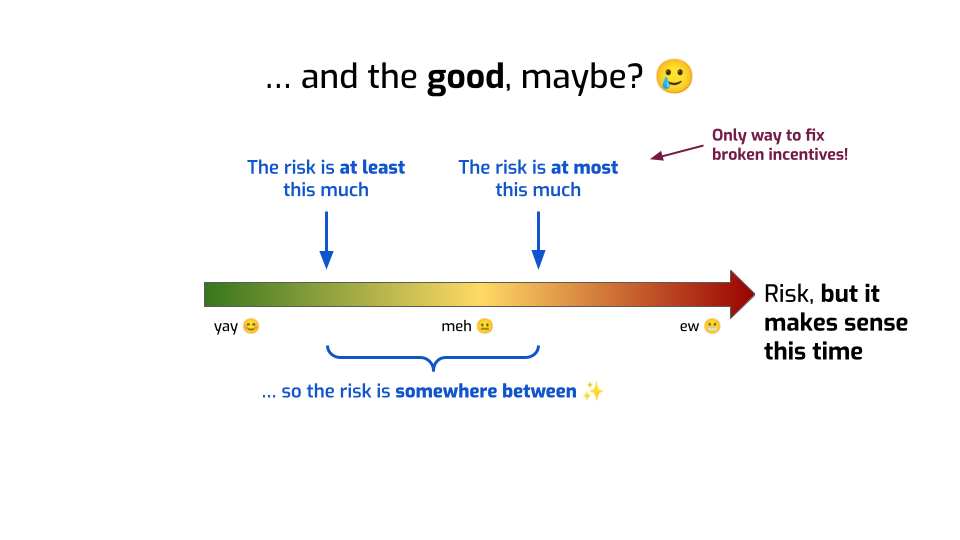 ... and the good, maybe? 🥲
Only way to fix
broken incentives!
The risk is at least
this much
The risk is at most
this much
Risk, but it
makes sense
this time
yay 😊
meh 😐
ew 😬
... so the risk is somewhere between ✨